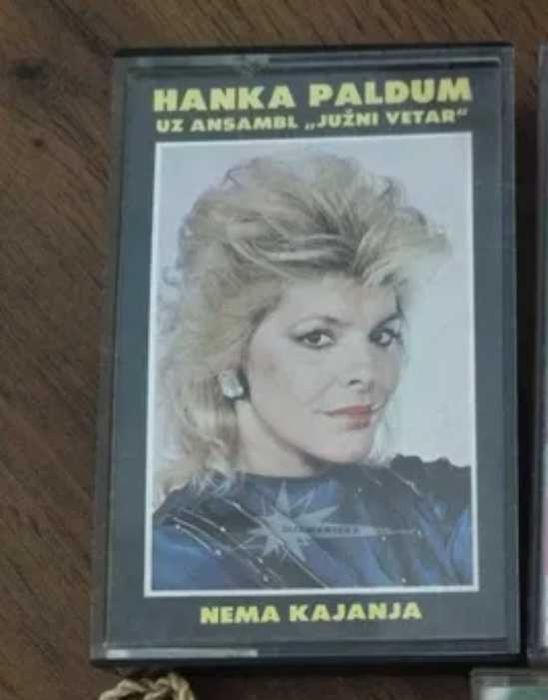 HANKA PALDUM
UZ ANSAMBL „JUŽNI VETAR"
NEMA KAJANJA